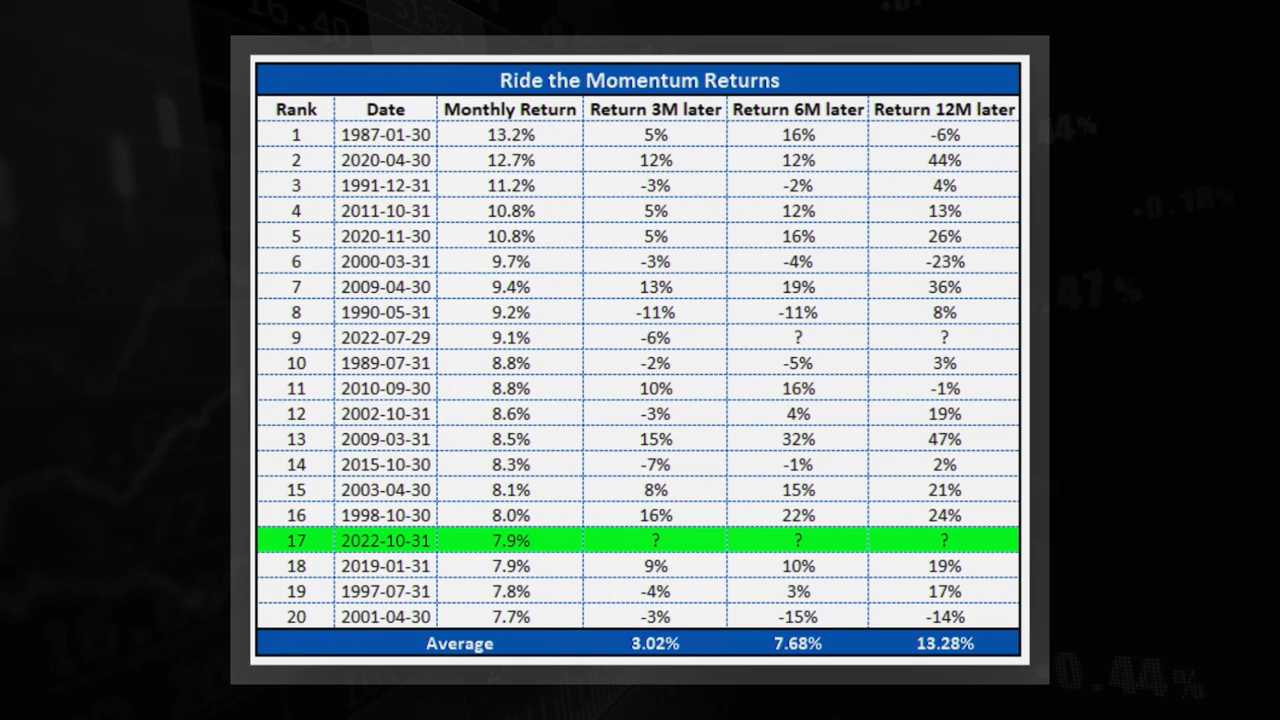 Ride the Momentum Returns
Rank Date Monthly Return Return 3M later Return 6M later Return 12M later
1 1987-01-30 13.2% 5% 16% -6%
2 2020-04-30 12.7% 12% 12% 44%
3 1991-12-31 11.2% -3% -2% 4%
4 2011-10-31 10.8% 5% 12% 13%
5 2020-11-30 10.8% 5% 16% 26%
6 2000-03-31 9.7% -3% -4% -23%
7 2009-04-30 9.4% 13% 19% 36%
8 1990-05-31 9.2% -11% -11% 8%
9 2022-07-29 9.1% -6% ? ?
10 1989-07-31 8.8% -2% -5% 3%
11 2010-09-30 8.8% 10% 16% -1%
12 2002-10-31 8.6% -3% 4% 19%
13 2009-03-31 8.5% 15% 32% 47%
14 2015-10-30 8.3% -7% -1% 2%
15 2003-04-30 8.1% 8% 15% 21%
16 1998-10-30 8.0% 16% 22% 24%
17 2022-10-31 7.9% ? ? ?
18 2019-01-31 7.9% 9% 10% 19%
19 1997-07-31 7.8% -4% 3% 17%
20 2001-04-30 7.7% -3% -15% -14%
Average 3.02% 7.68% 13.28%
0.44%